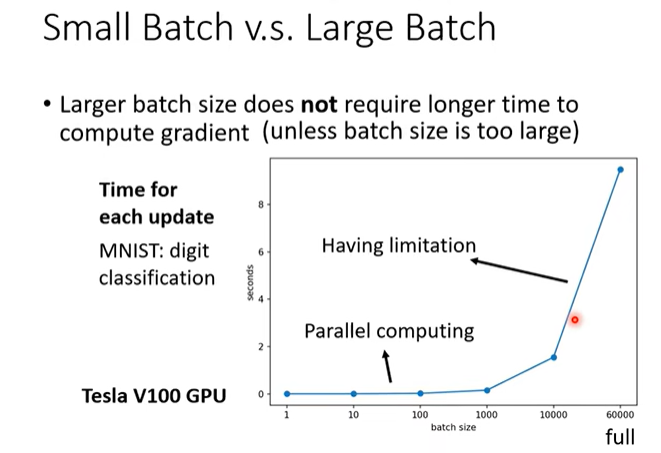 Small Batch v.s. Large Batch
• Larger batch size does not require longer time to
compute gradient (unless batch size is too large)
Time for
each update
MNIST: digit
classification
Tesla V100 GPU
Having limitation
Parallel computing
seconds
8
6
4
2
0
1 10 100 1000 10000 60000
batch size
full